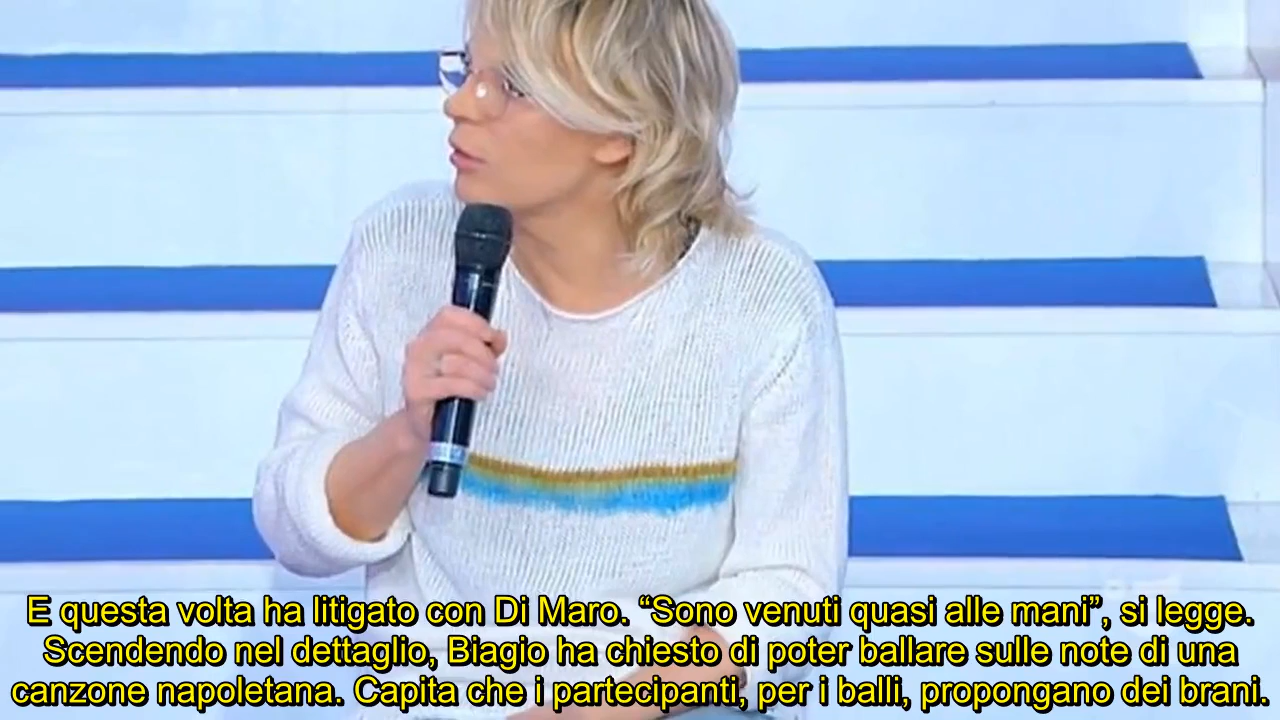 E questa volta ha litigato con Di Maro. “Sono venuti quasi alle mani”, si legge.
Scendendo nel dettaglio, Biagio ha chiesto di poter ballare sulle note di una
canzone napoletana. Capita che i partecipanti, per i balli, propongano dei brani.